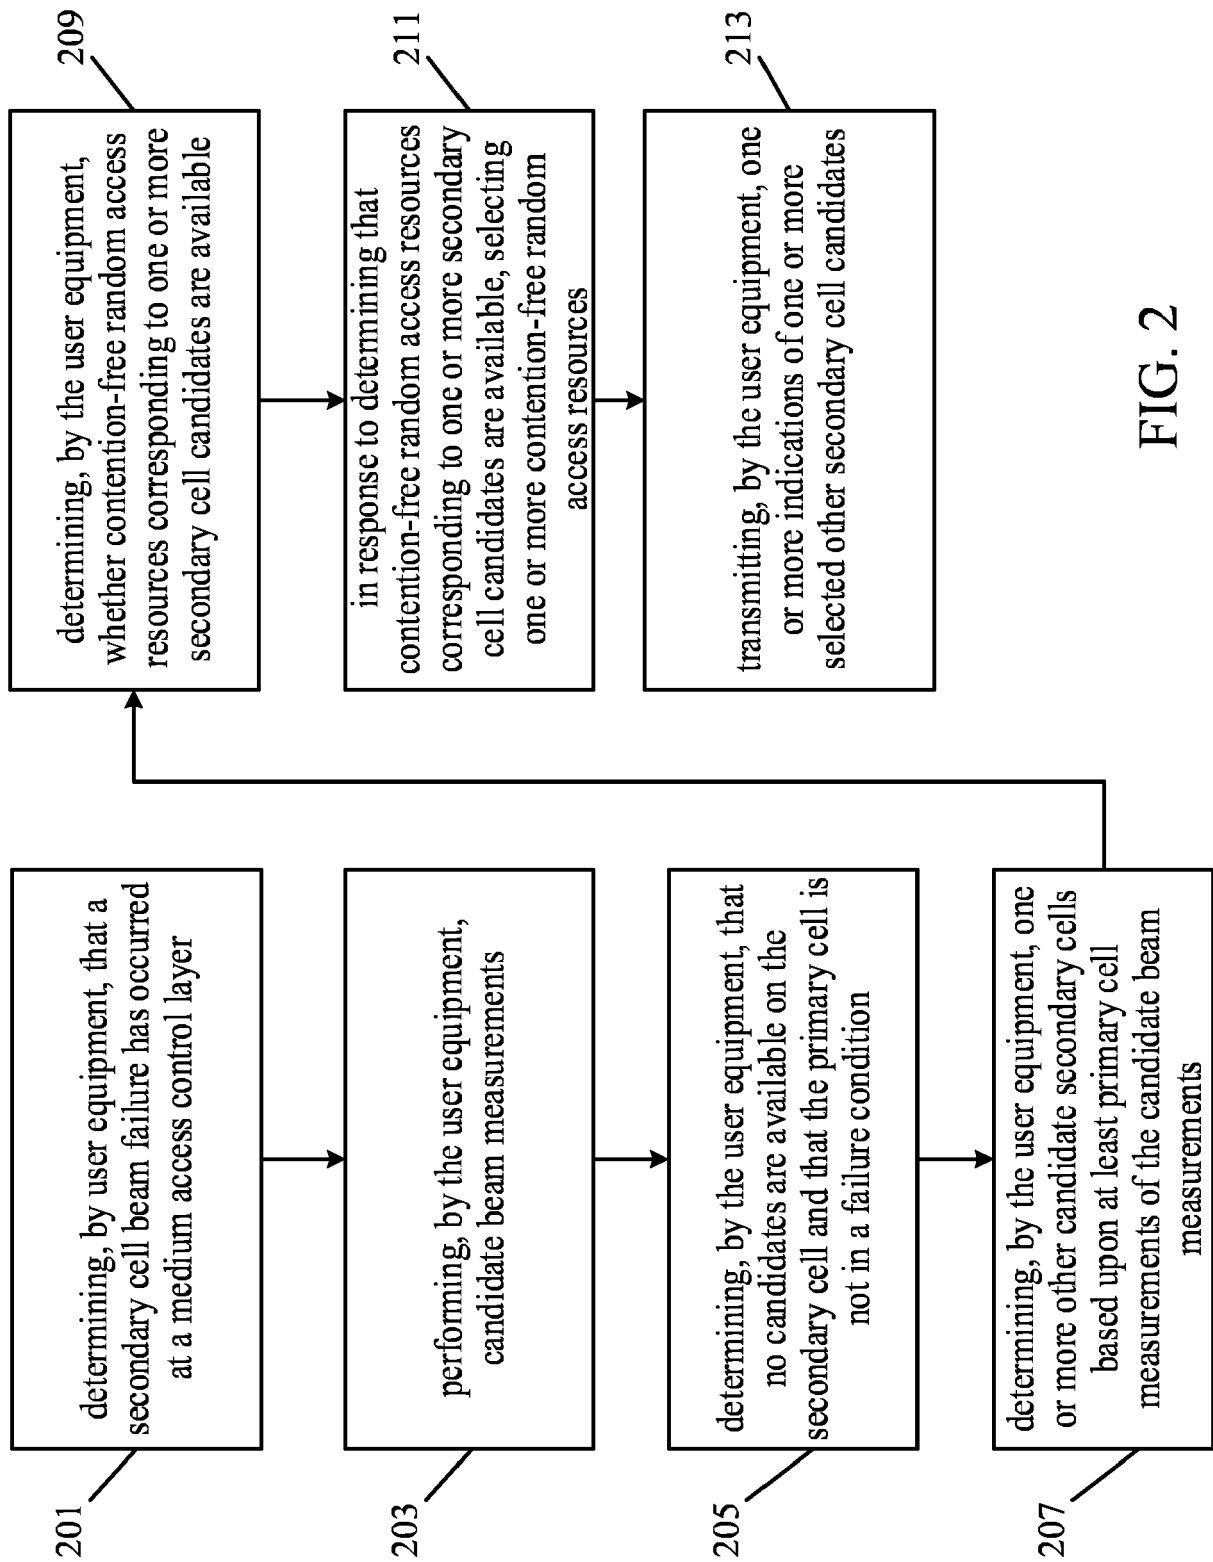 201
determining, by user equipment, that a
secondary cell beam failure has occurred
at a medium access control layer
203
performing, by the user equipment,
candidate beam measurements
205
determining, by the user equipment, that
no candidates are available on the
secondary cell and that the primary cell is
not in a failure condition
207
determining, by the user equipment, one
or more other candidate secondary cells
based upon at least primary cell
measurements of the candidate beam
measurements
209
determining, by the user equipment,
whether contention-free random access
resources corresponding to one or more
secondary cell candidates are available
211
in response to determining that
contention-free random access resources
corresponding to one or more secondary
cell candidates are available, selecting
one or more contention-free random
access resources
213
transmitting, by the user equipment, one
or more indications of one or more
selected other secondary cell candidates
FIG. 2